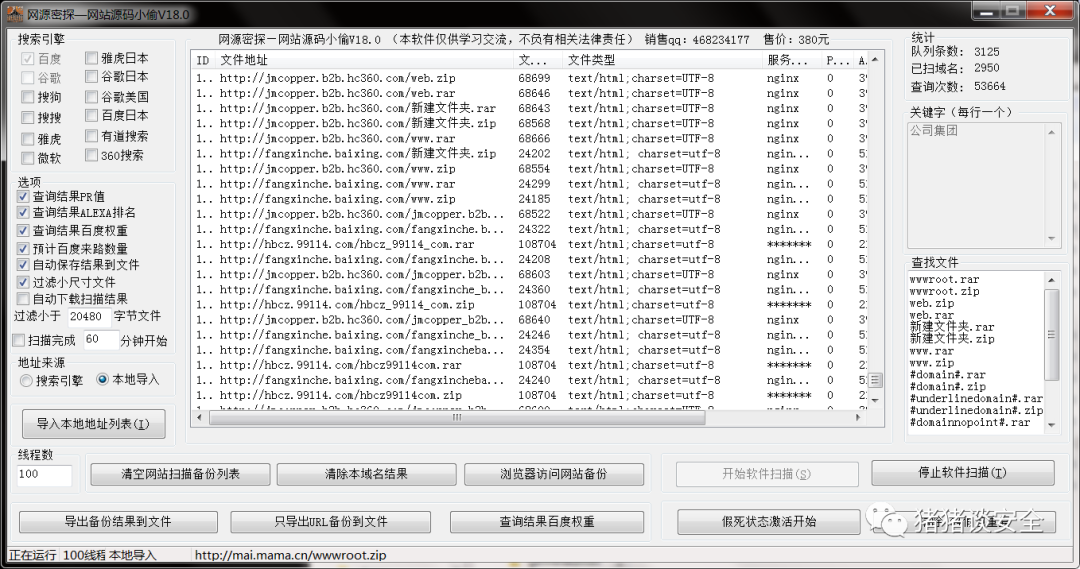 网源密探—网站源码小偷V18.0
搜索引擎
百度
雅虎日本
谷歌
谷歌日本
搜狗
谷歌美国
搜搜
百度日本
雅虎
有道搜索
微软
360搜索
选项
查询结果PR值
查询结果ALEXA排名
查询结果百度权重
预计百度来路数量
自动保存结果到文件
过滤小尺寸文件
自动下载扫描结果
过滤小于 20480 字节文件
扫描完成 60 分钟开始
地址来源
搜索引擎 本地导入
导入本地地址列表(I)
线程数
100
网源密探—网站源码小偷V18.0 (本软件仅供学习交流,不负有相关法律责任) 销售qq:468234177 售价:380元
ID 文件地址 文... 文件类型 服务... P... A.
1.. http://jmcopper.b2b.hc360.com/web.zip 68699 text/html;charset=UTF-8 nginx 0
1.. http://jmcopper.b2b.hc360.com/web.rar 68646 text/html;charset=UTF-8 nginx 0
1.. http://jmcopper.b2b.hc360.com/新建文件夹.rar 68643 text/html;charset=UTF-8 nginx 0
1.. http://jmcopper.b2b.hc360.com/新建文件夹.zip 68568 text/html;charset=UTF-8 nginx 0
1.. http://jmcopper.b2b.hc360.com/www.rar 68666 text/html;charset=UTF-8 nginx 0
1.. http://fangxinche.baixing.com/新建文件夹.zip 24202 text/html; charset=utf-8 ngin... 0
1.. http://jmcopper.b2b.hc360.com/www.zip 68554 text/html;charset=UTF-8 nginx 0
1.. http://fangxinche.baixing.com/www.rar 24299 text/html; charset=utf-8 ngin... 0
1.. http://fangxinche.baixing.com/www.zip 24185 text/html; charset=utf-8 ngin... 0
1.. http://jmcopper.b2b.hc360.com/jmcopper.b2b... 68522 text/html;charset=UTF-8 nginx 0
1.. http://fangxinche.baixing.com/fangxinche.b... 24322 text/html; charset=utf-8 ngin... 0
1.. http://hbcz.99114.com/hbcz_99114_com.rar 108704 text/html;charset=utf-8 ******* 0
1.. http://fangxinche.baixing.com/fangxinche.b... 24208 text/html; charset=utf-8 ngin... 0
1.. http://jmcopper.b2b.hc360.com/jmcopper.b2b... 68603 text/html;charset=UTF-8 nginx 0
1.. http://fangxinche.baixing.com/fangxinche_b... 24360 text/html; charset=utf-8 ngin... 0
1.. http://hbcz.99114.com/hbcz_99114_com.zip 108704 text/html;charset=utf-8 ******* 0
1.. http://jmcopper.b2b.hc360.com/jmcopper_b2b... 68640 text/html;charset=UTF-8 nginx 0
1.. http://fangxinche.baixing.com/fangxinche_b... 24246 text/html; charset=utf-8 ngin... 0
1.. http://fangxinche.baixing.com/fangxincheba... 24354 text/html; charset=utf-8 ngin... 0
1.. http://hbcz.99114.com/hbcz99114com.rar 108704 text/html;charset=utf-8 ******* 0
1.. http://fangxinche.baixing.com/fangxincheba... 24240 text/html; charset=utf-8 ngin... 0
1.. http://hbcz.99114.com/hbcz99114com.zip 108704 text/html;charset=utf-8 ******* 0
统计
队列条数: 3125
已扫域名: 2950
查询次数: 53664
关键字(每行一个)
公司集团
查找文件
wwwroot.rar
wwwroot.zip
web.zip
web.rar
新建文件夹.rar
新建文件夹.zip
www.rar
www.zip
#domain#.rar
#domain#.zip
#underlinedomain#.rar
#underlinedomain#.zip
#domainnopoint#.rar
清空网站扫描备份列表
清除本域名结果
浏览器访问网站备份
开始软件扫描(S)
停止软件扫描(T)
导出备份结果到文件
只导出URL备份到文件
查询结果百度权重
假死状态激活开始
猪猪谈安全
正在运行 100线程 本地导入 http://mai.mama.cn/wwwroot.zip